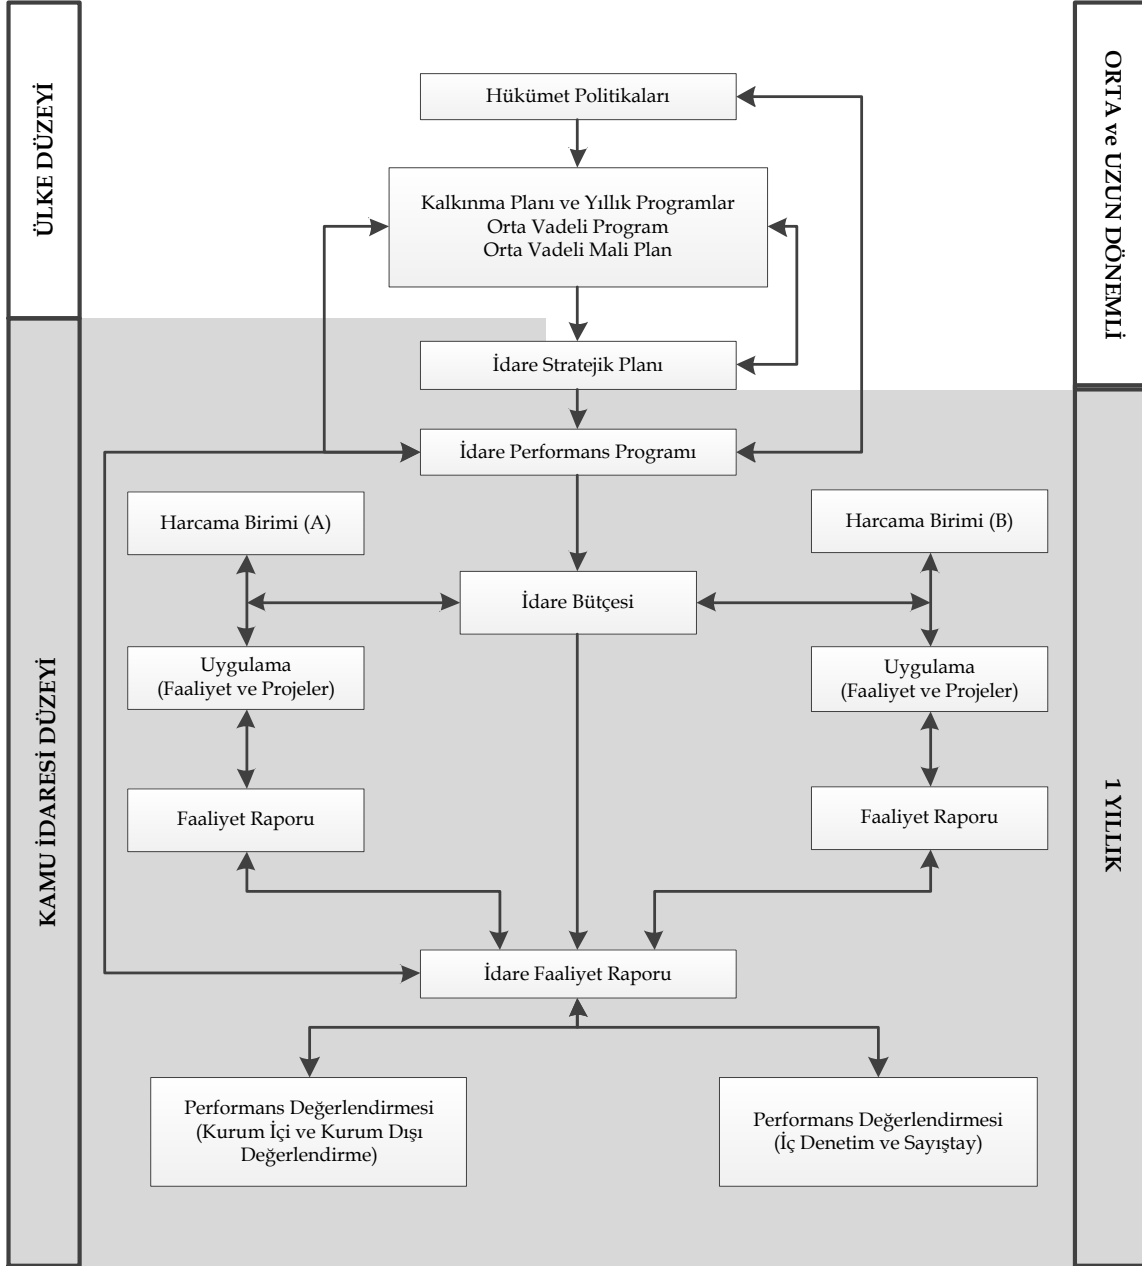 ÜLKE DÜZEYİ
ORTA ve UZUN DÖNEMLİ
Hükümet Politikaları
Kalkınma Planı ve Yıllık Programlar
Orta Vadeli Program
Orta Vadeli Mali Plan
İdare Stratejik Planı
İdare Performans Programı
KAMU İDARESİ DÜZEYİ
1 YILLIK
Harcama Birimi (A)
Harcama Birimi (B)
İdare Bütçesi
Uygulama
(Faaliyet ve Projeler)
Uygulama
(Faaliyet ve Projeler)
Faaliyet Raporu
Faaliyet Raporu
İdare Faaliyet Raporu
Performans Değerlendirmesi
(Kurum İçi ve Kurum Dışı
Değerlendirme)
Performans Değerlendirmesi
(İç Denetim ve Sayıştay)